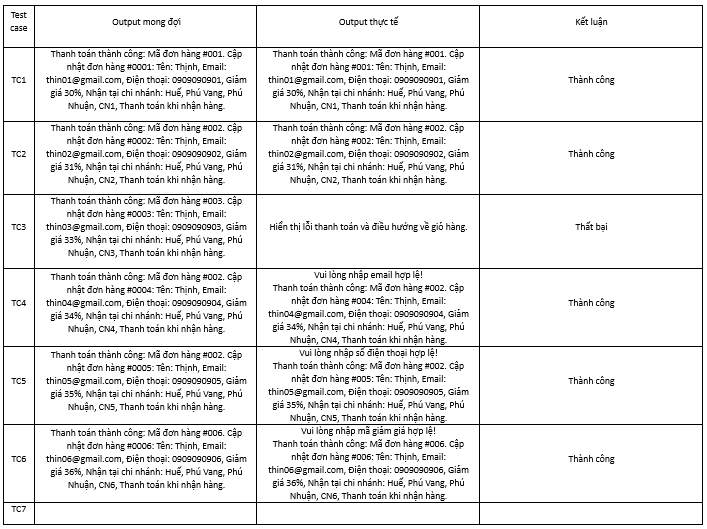 Test case
Output mong đợi
Output thực tế
Kết luận
TC1
Thanh toán thành công: Mã đơn hàng #001. Cập
nhật đơn hàng #0001: Tên: Thịnh, Email:
thin01@gmail.com, Điện thoại: 0909090901, Giảm
giá 30%, Nhận tại chi nhánh: Huế, Phú Vang, Phú
Nhuận, CN1, Thanh toán khi nhận hàng.
Thanh toán thành công: Mã đơn hàng #001. Cập
nhật đơn hàng #001: Tên: Thịnh, Email:
thin01@gmail.com, Điện thoại: 0909090901, Giảm
giá 30%, Nhận tại chi nhánh: Huế, Phú Vang, Phú
Nhuận, CN1, Thanh toán khi nhận hàng.
Thành công
TC2
Thanh toán thành công: Mã đơn hàng #002. Cập
nhật đơn hàng #0002: Tên: Thịnh, Email:
thin02@gmail.com, Điện thoại: 0909090902, Giảm
giá 31%, Nhận tại chi nhánh: Huế, Phú Vang, Phú
Nhuận, CN2, Thanh toán khi nhận hàng.
Thanh toán thành công: Mã đơn hàng #002. Cập
nhật đơn hàng #002: Tên: Thịnh, Email:
thin02@gmail.com, Điện thoại: 0909090902, Giảm
giá 31%, Nhận tại chi nhánh: Huế, Phú Vang, Phú
Nhuận, CN2, Thanh toán khi nhận hàng.
Thành công
TC3
Thanh toán thành công: Mã đơn hàng #003. Cập
nhật đơn hàng #0003: Tên: Thịnh, Email:
thin03@gmail.com, Điện thoại: 0909090903, Giảm
giá 33%, Nhận tại chi nhánh: Huế, Phú Vang, Phú
Nhuận, CN3, Thanh toán khi nhận hàng.
Hiển thị lỗi thanh toán và điều hướng về giỏ hàng.
Thất bại
TC4
Thanh toán thành công: Mã đơn hàng #002. Cập
nhật đơn hàng #0004: Tên: Thịnh, Email:
thin04@gmail.com, Điện thoại: 0909090904, Giảm
giá 34%, Nhận tại chi nhánh: Huế, Phú Vang, Phú
Nhuận, CN4, Thanh toán khi nhận hàng.
Vui lòng nhập email hợp lệ!
Thanh toán thành công: Mã đơn hàng #002. Cập
nhật đơn hàng #004: Tên: Thịnh, Email:
thin04@gmail.com, Điện thoại: 0909090904, Giảm
giá 34%, Nhận tại chi nhánh: Huế, Phú Vang, Phú
Nhuận, CN4, Thanh toán khi nhận hàng.
Thành công
TC5
Thanh toán thành công: Mã đơn hàng #002. Cập
nhật đơn hàng #0005: Tên: Thịnh, Email:
thin05@gmail.com, Điện thoại: 0909090905, Giảm
giá 35%, Nhận tại chi nhánh: Huế, Phú Vang, Phú
Nhuận, CN5, Thanh toán khi nhận hàng.
Vui lòng nhập số điện thoại hợp lệ!
Thanh toán thành công: Mã đơn hàng #002. Cập
nhật đơn hàng #005: Tên: Thịnh, Email:
thin05@gmail.com, Điện thoại: 0909090905, Giảm
giá 35%, Nhận tại chi nhánh: Huế, Phú Vang, Phú
Nhuận, CN5, Thanh toán khi nhận hàng.
Thành công
TC6
Thanh toán thành công: Mã đơn hàng #006. Cập
nhật đơn hàng #0006: Tên: Thịnh, Email:
thin06@gmail.com, Điện thoại: 0909090906, Giảm
giá 36%, Nhận tại chi nhánh: Huế, Phú Vang, Phú
Nhuận, CN6, Thanh toán khi nhận hàng.
Vui lòng nhập mã giảm giá hợp lệ!
Thanh toán thành công: Mã đơn hàng #006. Cập
nhật đơn hàng #006: Tên: Thịnh, Email:
thin06@gmail.com, Điện thoại: 0909090906, Giảm
giá 36%, Nhận tại chi nhánh: Huế, Phú Vang, Phú
Nhuận, CN6, Thanh toán khi nhận hàng.
Thành công
TC7